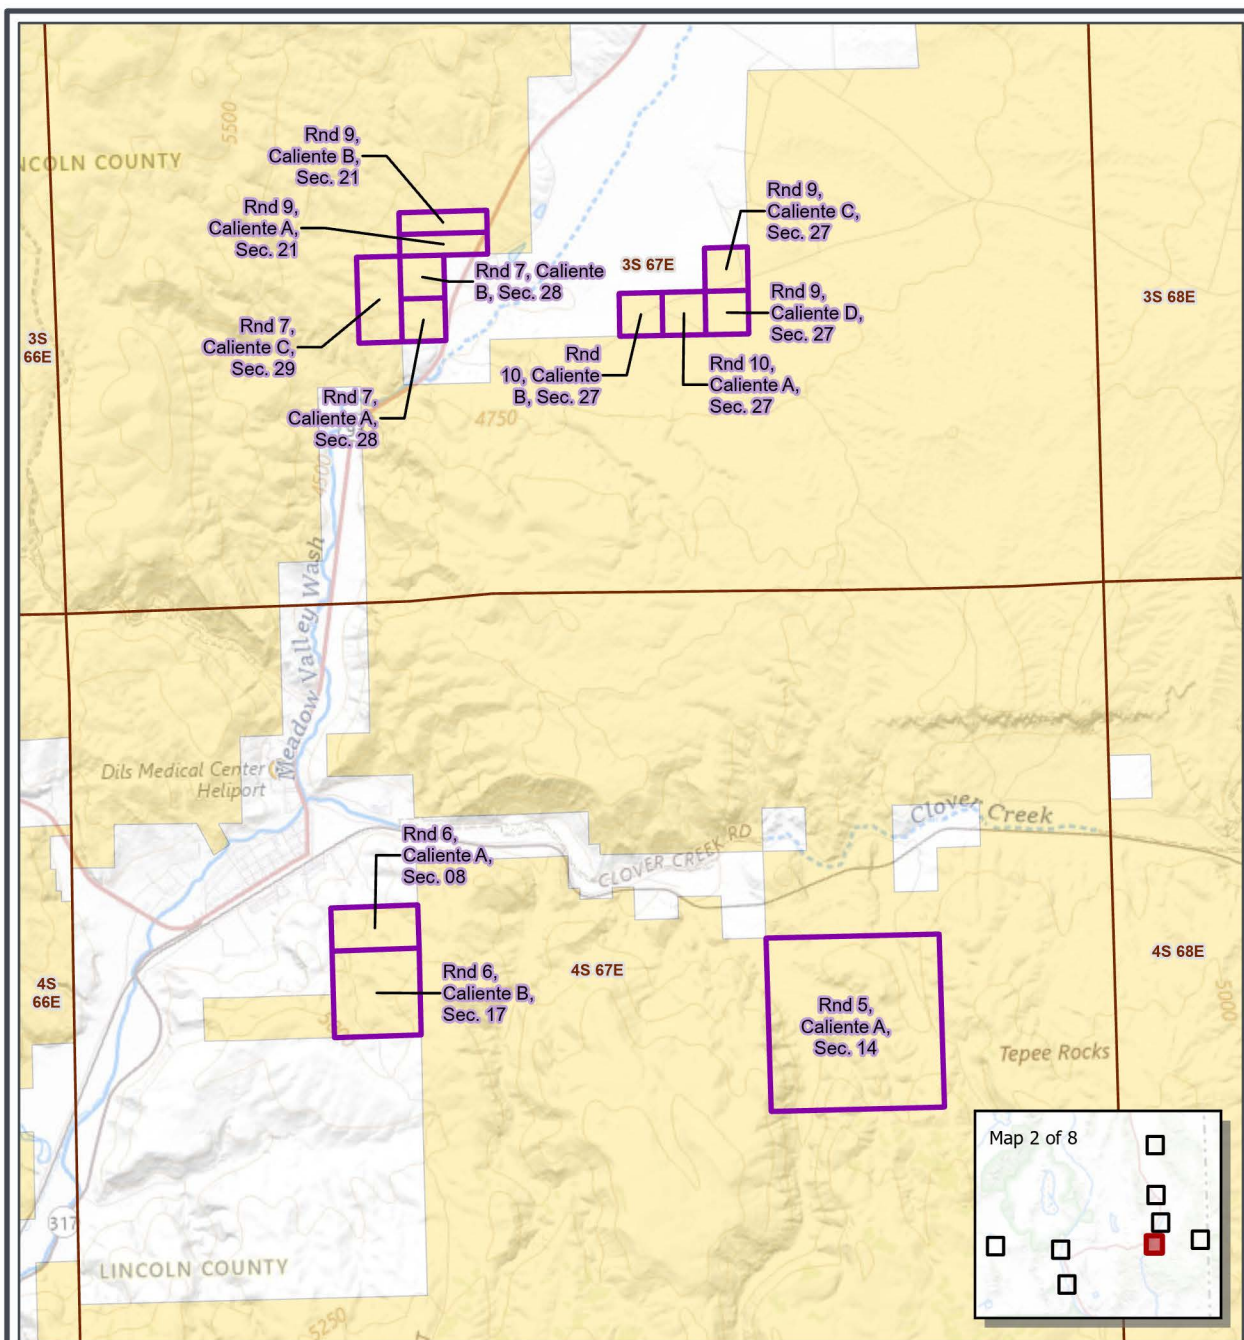 5500
NCOLN COUNTY
Rnd 9,
Caliente B,
Sec. 21
Rnd 9,
Caliente A,
Sec. 21
Rnd 9,
Caliente C,
Sec. 27
Rnd 7, Caliente
B, Sec. 28
3S 67E
Rnd 9,
Caliente D,
Sec. 27
3S 68E
Rnd 7,
Caliente C,
Sec. 29
3S
66E
Rnd
10, Caliente
B, Sec. 27
Rnd 10,
Caliente A,
Sec. 27
Rnd 7,
Caliente A,
Sec. 28
4750
4500
Meadow Valley Wash
Dils Medical Center
Heliport
Clover Creek
CLOVER CREEK RD
Rnd 6,
Caliente A,
Sec. 08
4S 67E
4S 68E
4S
66E
Rnd 6,
Caliente B,
Sec. 17
5000
Rnd 5,
Caliente A,
Sec. 14
Tepee Rocks
Map 2 of 8
317
LINCOLN COUNTY
5250